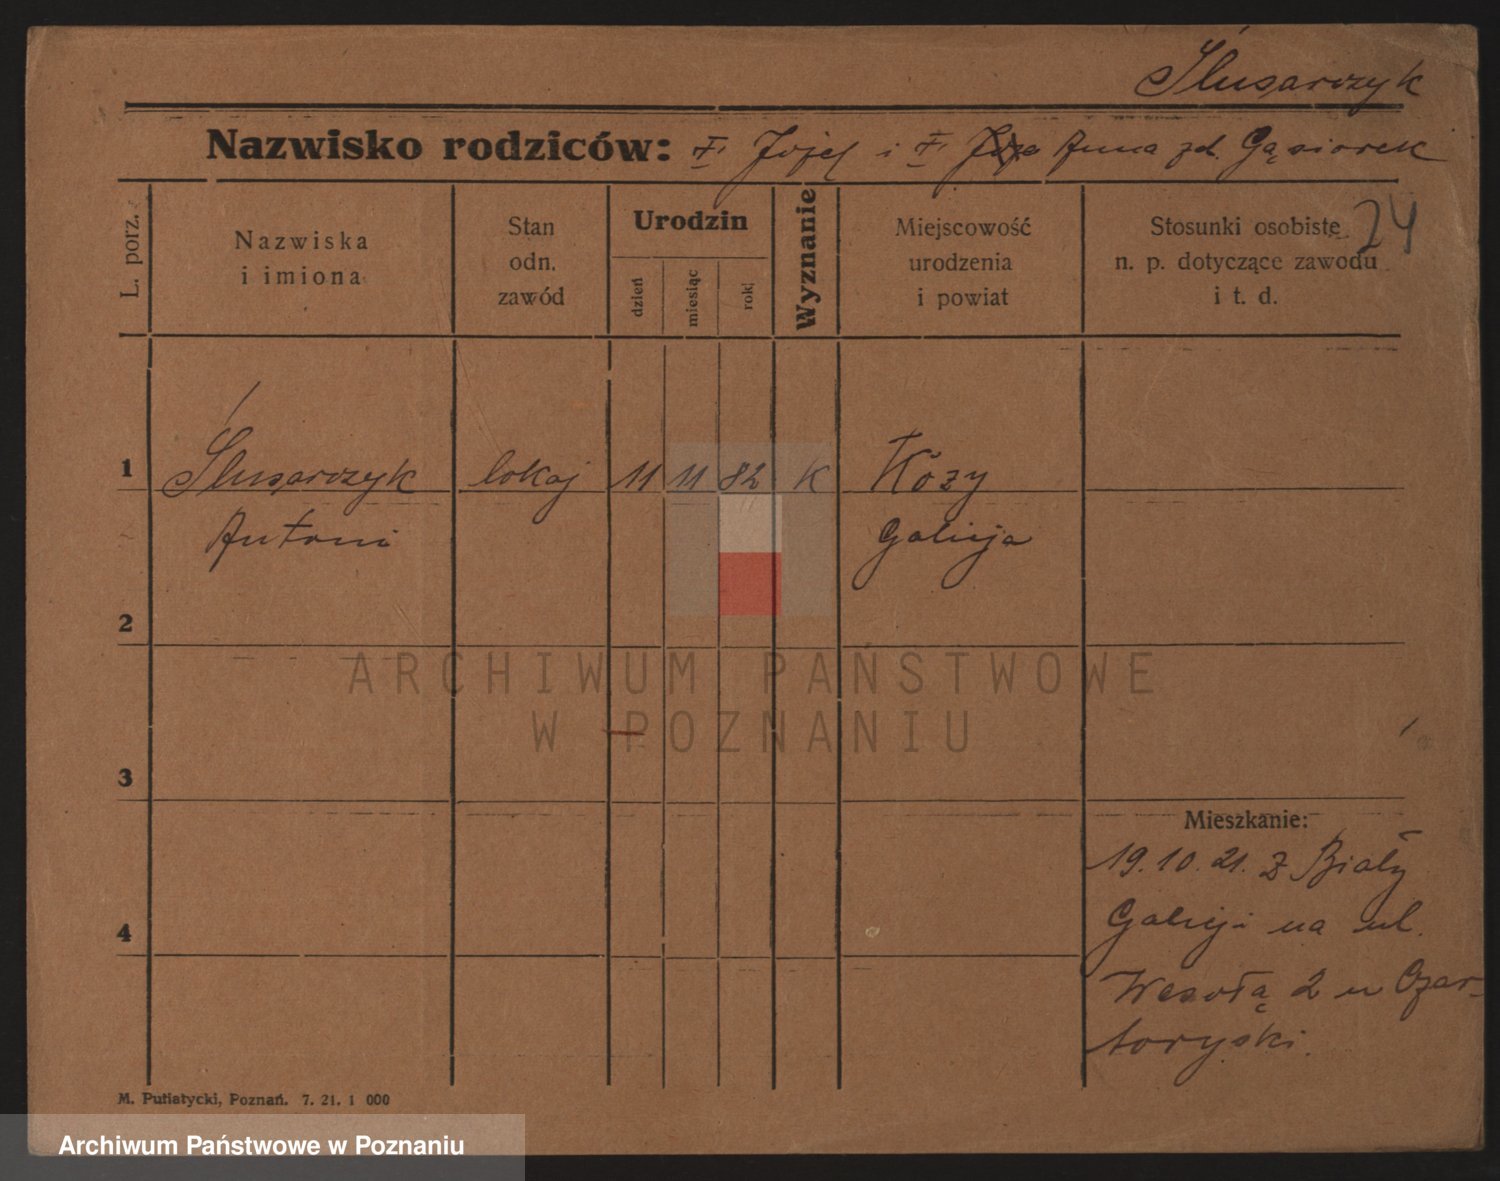 Ślusarczyk
Nazwisko rodziców: Józef i Anna zd. Gąsiorek
L. porz.
Nazwiska
i imiona
Stan
odn.
zawód
Urodzin
dzień
miesiąc
rok
Wyznanie
Miejscowość
urodzenia
i powiat
Stosunki osobiste
n. p. dotyczące zawodu
i t. d.
24
1 Ślusarczyk lokaj 11 11 82 K Kozy
Antoni Galicja
2
3
4
Mieszkanie:
19.10.21. z Biały
Galicji na ul.
Wesołą 2 u Czar-
toryski.
M. Putiatycki, Poznań. 7. 21. 1 000
ARCHIWUM PAŃSTWOWE
W POZNANIU
Archiwum Państwowe w Poznaniu